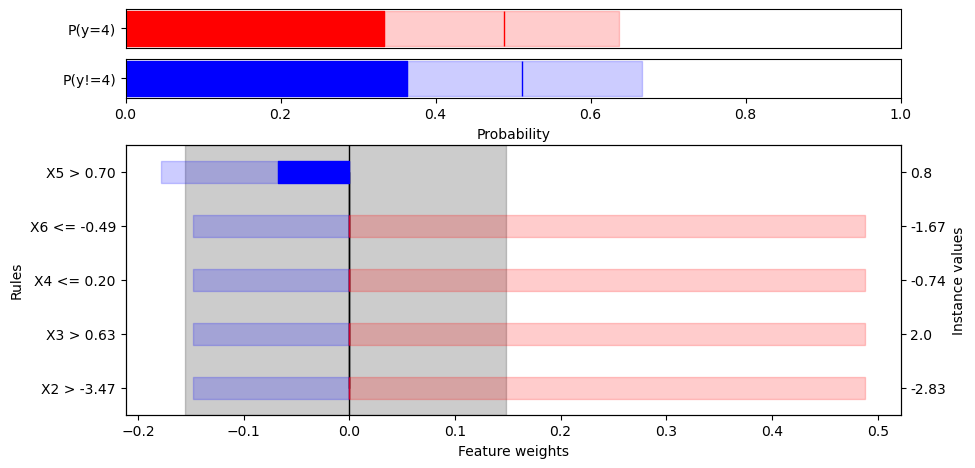 P(y=4)
P(y!=4)
0.0 0.2 0.4 0.6 0.8 1.0
Probability
X5 > 0.70 0.8
X6 <= -0.49 -1.67
X4 <= 0.20 -0.74
X3 > 0.63 2.0
X2 > -3.47 -2.83
Rules
Instance values
−0.2 −0.1 0.0 0.1 0.2 0.3 0.4 0.5
Feature weights